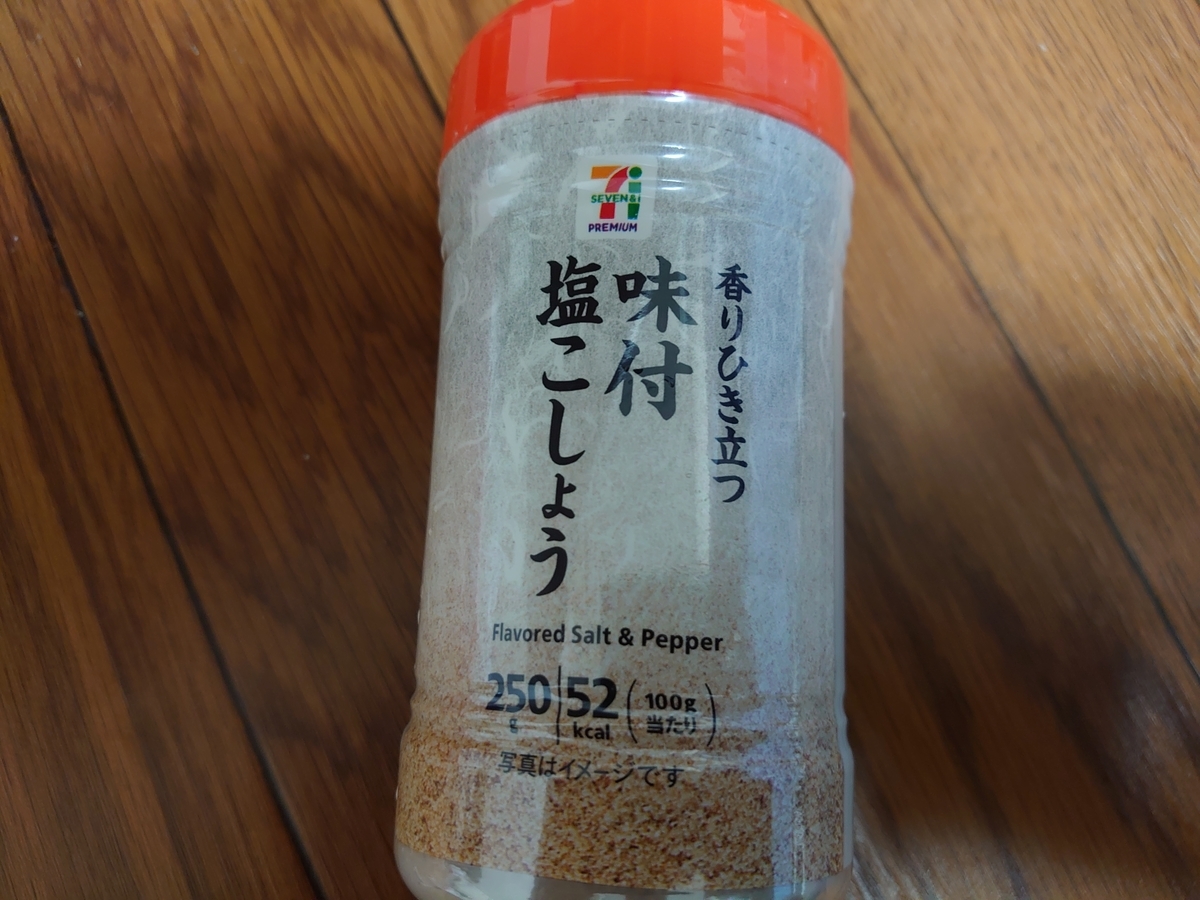 7i
SEVEN&i
PREMIUM
香りひき立つ
味付
塩こしょう
Flavored Salt & Pepper
250g 52kcal (100g当たり)
写真はイメージです